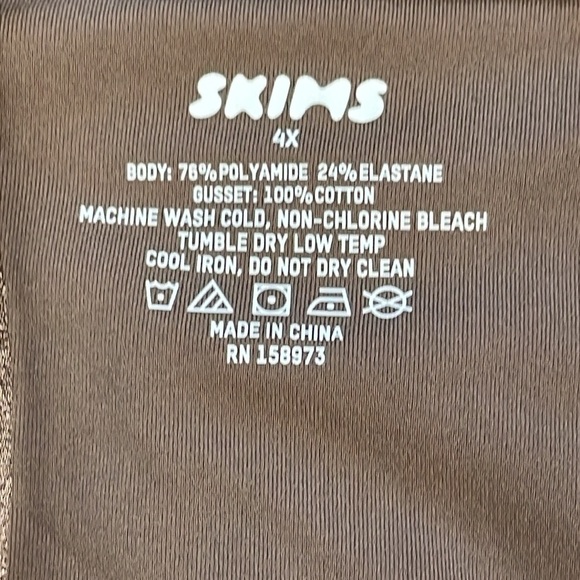 SKIMS
4X
BODY: 76% POLYAMIDE 24% ELASTANE
GUSSET: 100% COTTON
MACHINE WASH COLD, NON-CHLORINE BLEACH
TUMBLE DRY LOW TEMP
COOL IRON, DO NOT DRY CLEAN
MADE IN CHINA
RN 158973